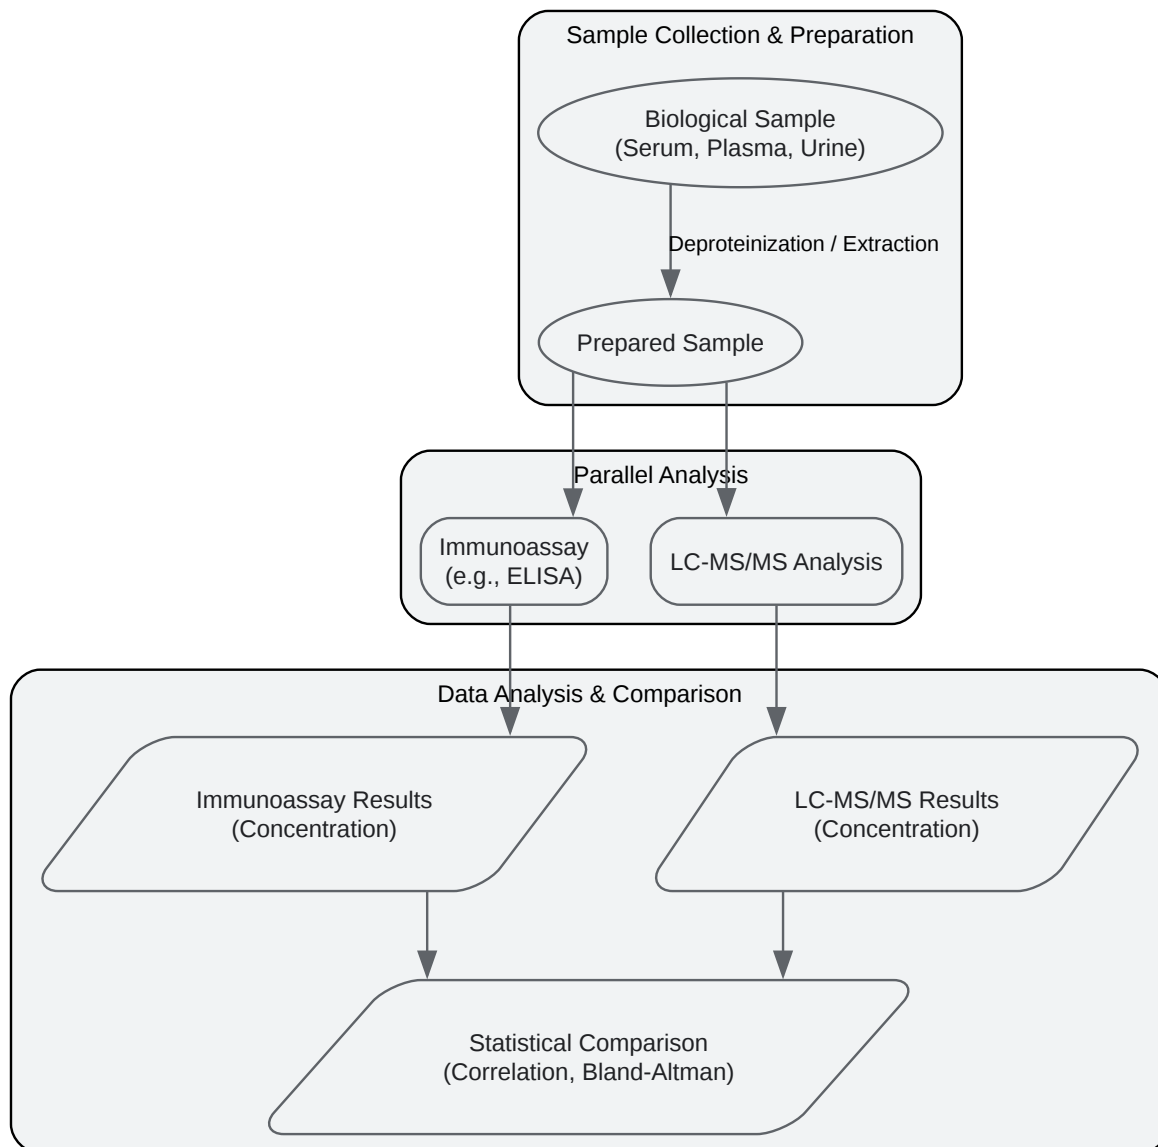 Sample Collection & Preparation
Biological Sample
(Serum, Plasma, Urine)
Deproteinization / Extraction
Prepared Sample
Parallel Analysis
Immunoassay
(e.g., ELISA)
LC-MS/MS Analysis
Data Analysis & Comparison
Immunoassay Results
(Concentration)
LC-MS/MS Results
(Concentration)
Statistical Comparison
(Correlation, Bland-Altman)